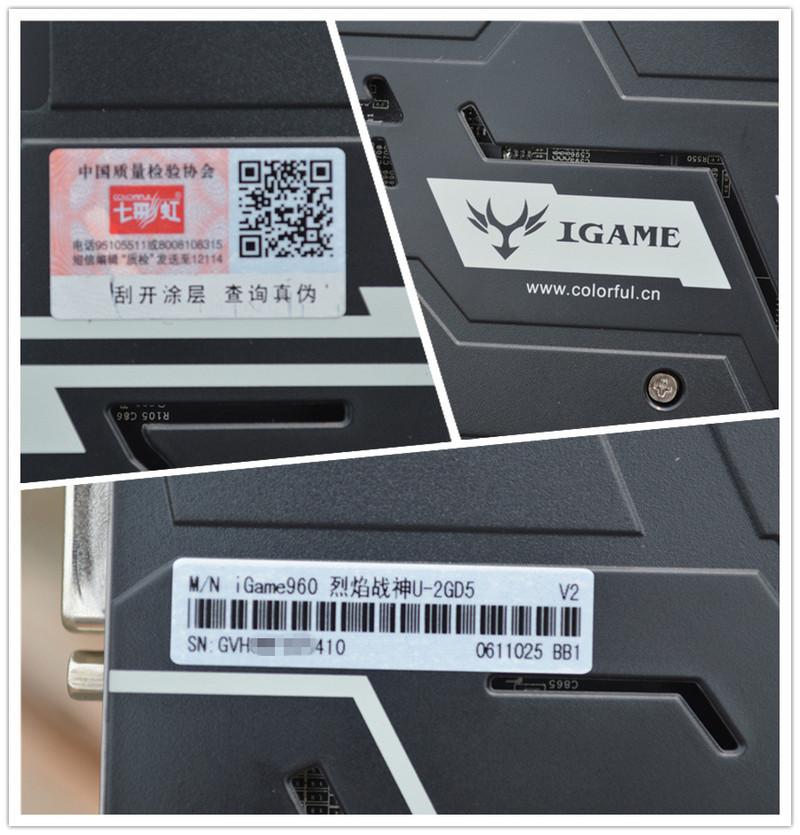 中国质量检验协会
COLORFUL
七彩虹®
电话95105511或8008108315
短信编辑“质检”发送至12114
刮开涂层 查询真伪
R105 C86
R550
IGAME
www.colorful.cn
M/N iGame960 烈焰战神U-2GD5 V2
SN:GVH 410 0611025 BB1
C865